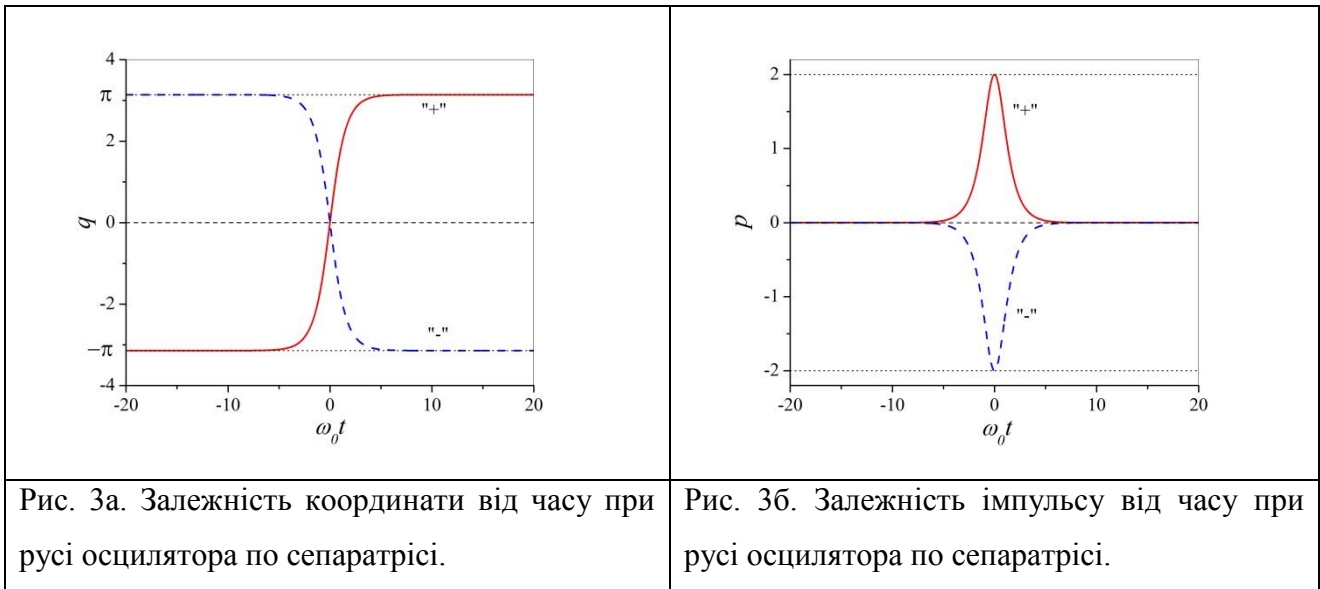 4
π
2
0
-2
−π
-4
q
"+"
"-"
-20 -10 0 10 20
ω₀t
2
1
0
-1
-2
p
"+"
"-"
-20 -10 0 10 20
ω₀t
Рис. 3а. Залежність координати від часу при
русі осцилятора по сепаратрісі.
Рис. 3б. Залежність імпульсу від часу при
русі осцилятора по сепаратрісі.